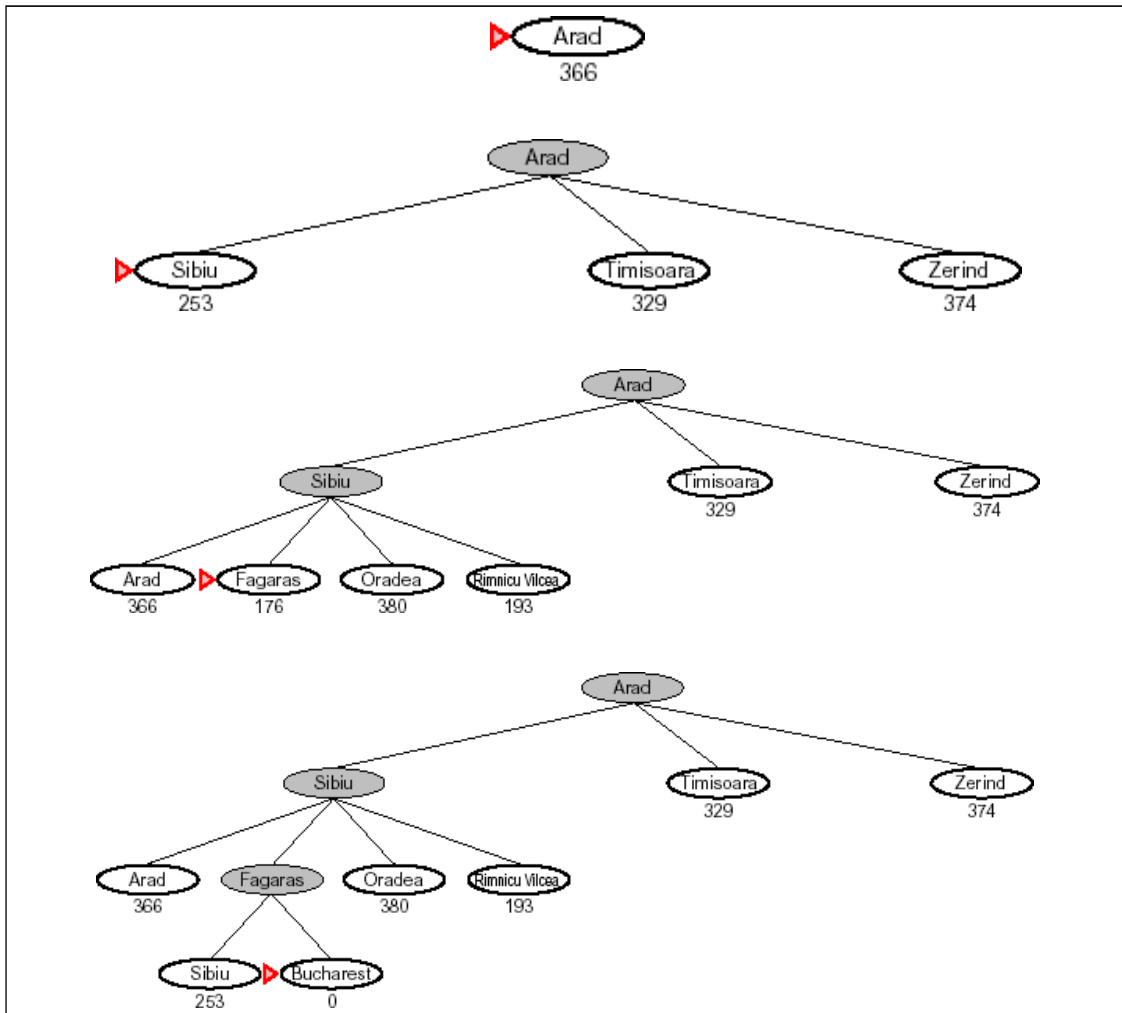 Arad
366
Arad
Sibiu Timisoara Zerind
253 329 374
Arad
Sibiu Timisoara Zerind
329 374
Arad Fagaras Oradea Rimnicu Vilcea
366 176 380 193
Arad
Sibiu Timisoara Zerind
329 374
Arad Fagaras Oradea Rimnicu Vilcea
366 380 193
Sibiu Bucharest
253 0